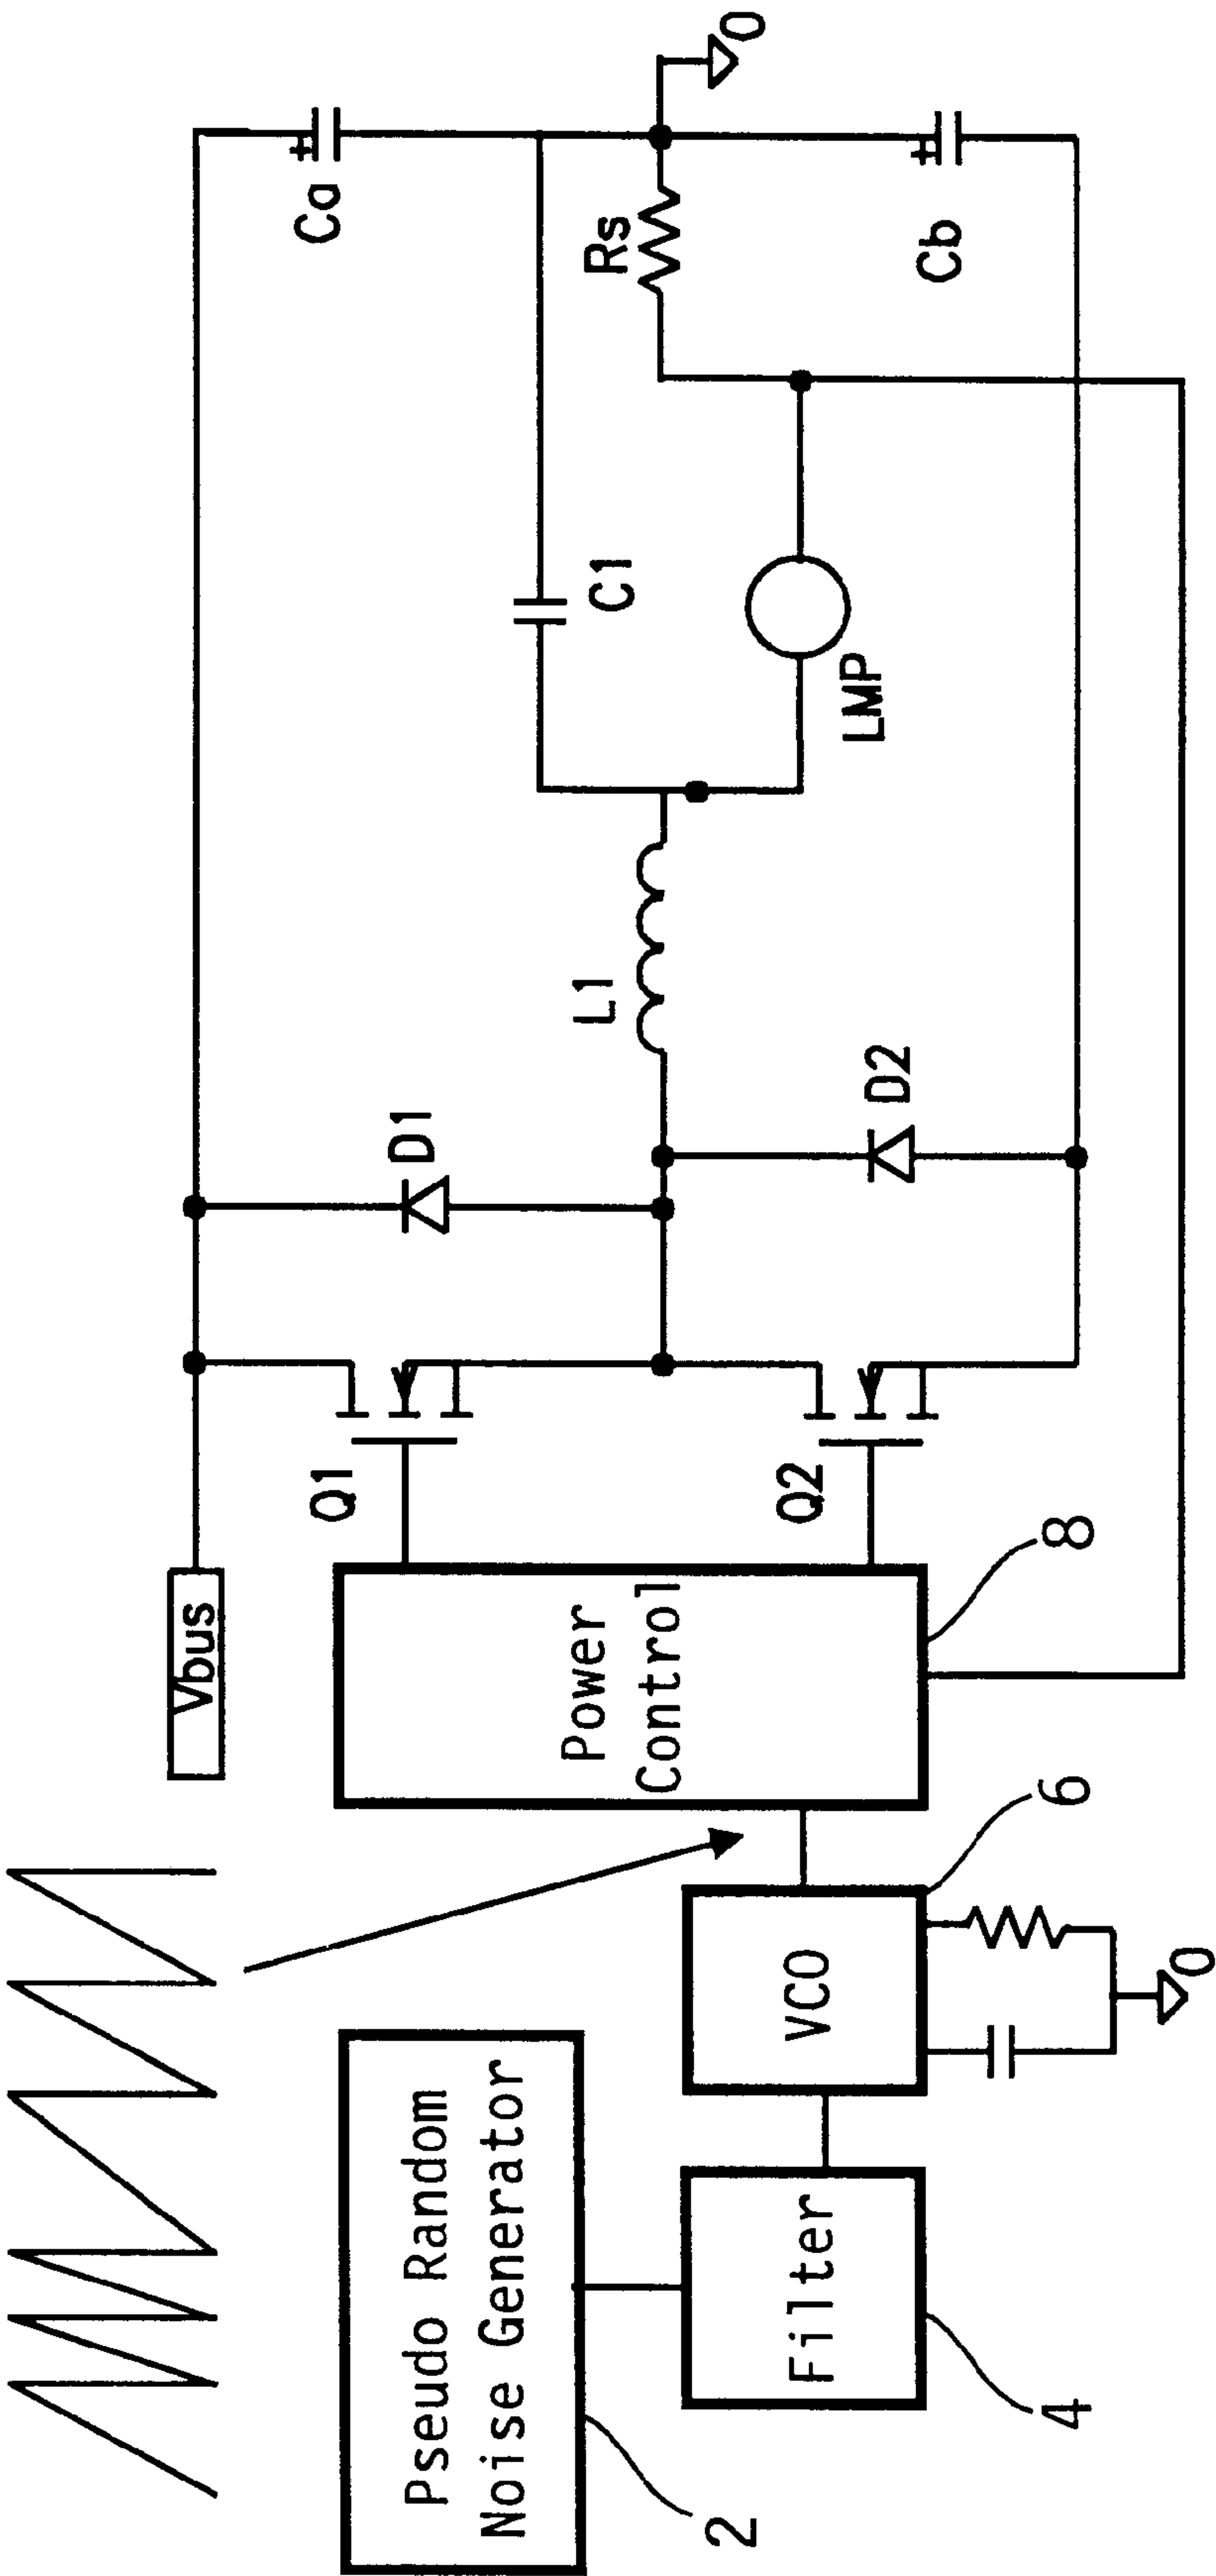 Vbus
Q1
D1
Ca
L1
C1
Rs
0
Q2
D2
LMP
Cb
Power
Control
8
Pseudo Random
Noise Generator
2
Filter
4
VCO
6
0